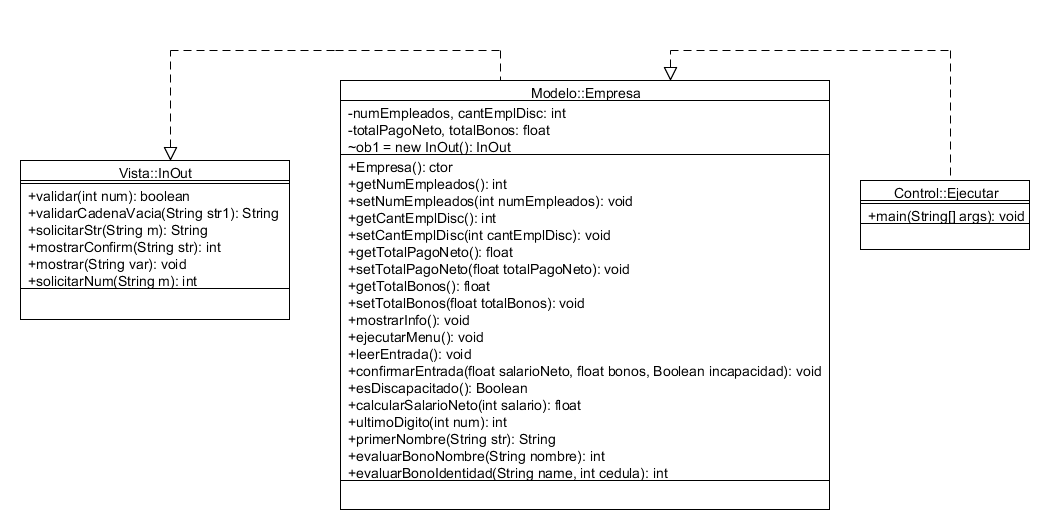 Vista::InOut
+validar(int num): boolean
+validarCadenaVacia(String str1): String
+solicitarStr(String m): String
+mostrarConfirm(String str): int
+mostrar(String var): void
+solicitarNum(String m): int
Modelo::Empresa
-numEmpleados, cantEmplDisc: int
-totalPagoNeto, totalBonos: float
~ob1 = new InOut(): InOut
+Empresa(): ctor
+getNumEmpleados(): int
+setNumEmpleados(int numEmpleados): void
+getCantEmplDisc(): int
+setCantEmplDisc(int cantEmplDisc): void
+getTotalPagoNeto(): float
+setTotalPagoNeto(float totalPagoNeto): void
+getTotalBonos(): float
+setTotalBonos(float totalBonos): void
+mostrarInfo(): void
+ejecutarMenu(): void
+leerEntrada(): void
+confirmarEntrada(float salarioNeto, float bonos, Boolean incapacidad): void
+esDiscapacitado(): Boolean
+calcularSalarioNeto(int salario): float
+ultimoDigito(int num): int
+primerNombre(String str): String
+evaluarBonoNombre(String nombre): int
+evaluarBonoIdentidad(String name, int cedula): int
Control::Ejecutar
+main(String[] args): void